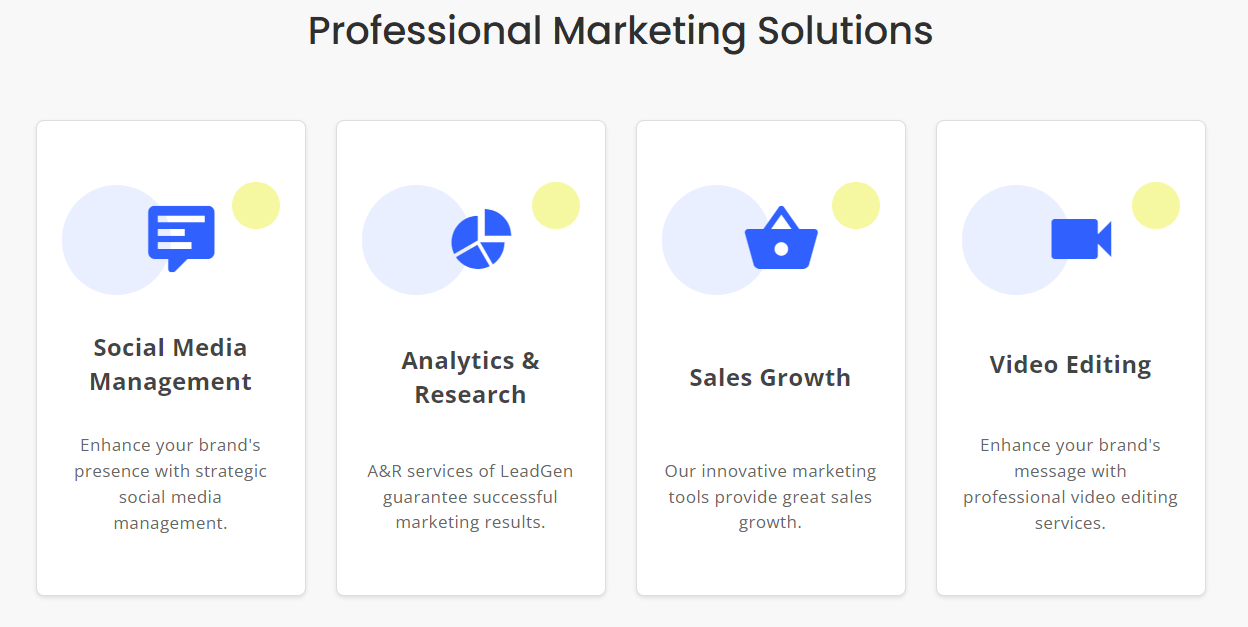 Professional Marketing Solutions
Social Media
Management
Enhance your brand's
presence with strategic
social media
management.
Analytics &
Research
A&R services of LeadGen
guarantee successful
marketing results.
Sales Growth
Our innovative marketing
tools provide great sales
growth.
Video Editing
Enhance your brand's
message with
professional video editing
services.